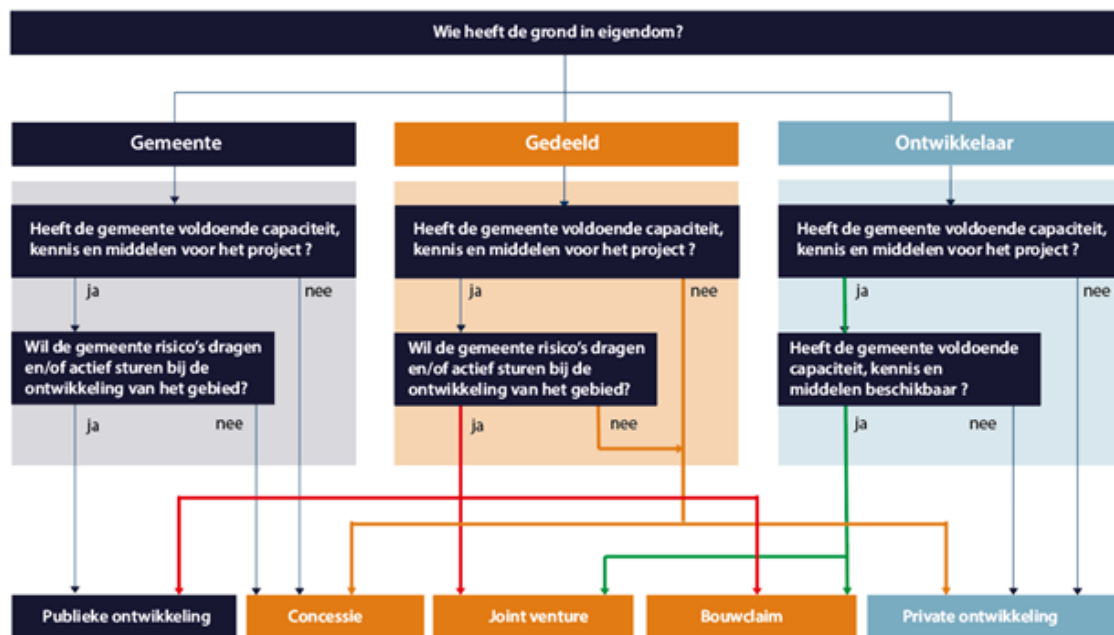 Wie heeft de grond in eigendom?
Gemeente
Gedeeld
Ontwikkelaar
Heeft de gemeente voldoende capaciteit,
kennis en middelen voor het project ?
Heeft de gemeente voldoende capaciteit,
kennis en middelen voor het project ?
Heeft de gemeente voldoende capaciteit,
kennis en middelen voor het project ?
ja
nee
ja
nee
ja
nee
Wil de gemeente risico's dragen
en/of actief sturen bij de
ontwikkeling van het gebied?
Wil de gemeente risico's dragen
en/of actief sturen bij de
ontwikkeling van het gebied?
Heeft de gemeente voldoende
capaciteit, kennis en
middelen beschikbaar ?
ja
nee
ja
nee
ja
nee
Publieke ontwikkeling
Concessie
Joint venture
Bouwclaim
Private ontwikkeling